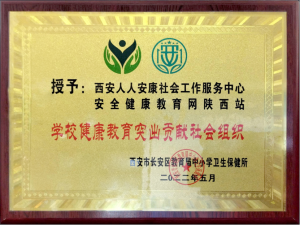 授予：西安人人安康社会工作服务中心
安全健康教育网陕西站
学校健康教育突出贡献社会组织
西安市长安区教育局中小学卫生保健所
二〇二二年五月